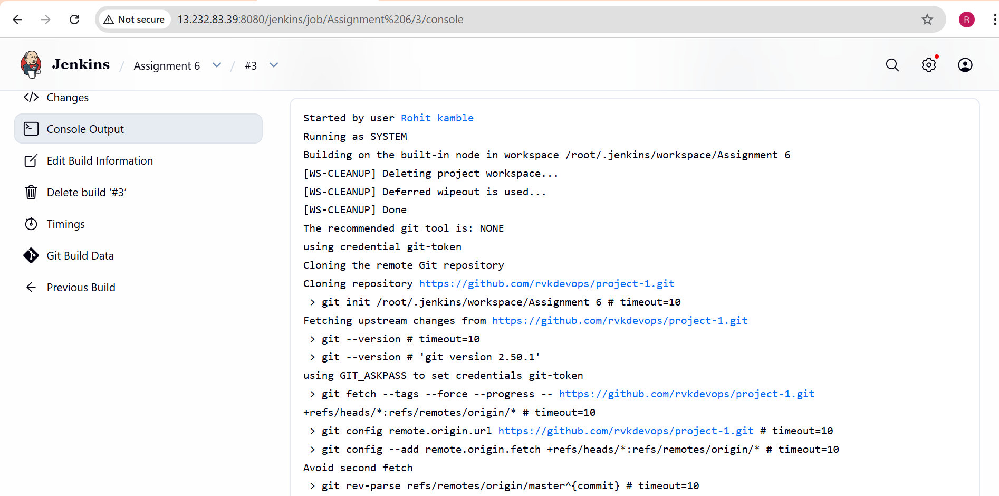 Not secure 13.232.83.39:8080/jenkins/job/Assignment%206/3/console
R
Jenkins / Assignment 6 / #3
Changes
Console Output
Edit Build Information
Delete build ‘#3’
Timings
Git Build Data
Previous Build
Started by user Rohit kamble
Running as SYSTEM
Building on the built-in node in workspace /root/.jenkins/workspace/Assignment 6
[WS-CLEANUP] Deleting project workspace...
[WS-CLEANUP] Deferred wipeout is used...
[WS-CLEANUP] Done
The recommended git tool is: NONE
using credential git-token
Cloning the remote Git repository
Cloning repository https://github.com/rvkdevops/project-1.git
> git init /root/.jenkins/workspace/Assignment 6 # timeout=10
Fetching upstream changes from https://github.com/rvkdevops/project-1.git
> git --version # timeout=10
> git --version # 'git version 2.50.1'
using GIT_ASKPASS to set credentials git-token
> git fetch --tags --force --progress -- https://github.com/rvkdevops/project-1.git
+refs/heads/*:refs/remotes/origin/* # timeout=10
> git config remote.origin.url https://github.com/rvkdevops/project-1.git # timeout=10
> git config --add remote.origin.fetch +refs/heads/*:refs/remotes/origin/* # timeout=10
Avoid second fetch
> git rev-parse refs/remotes/origin/master^{commit} # timeout=10